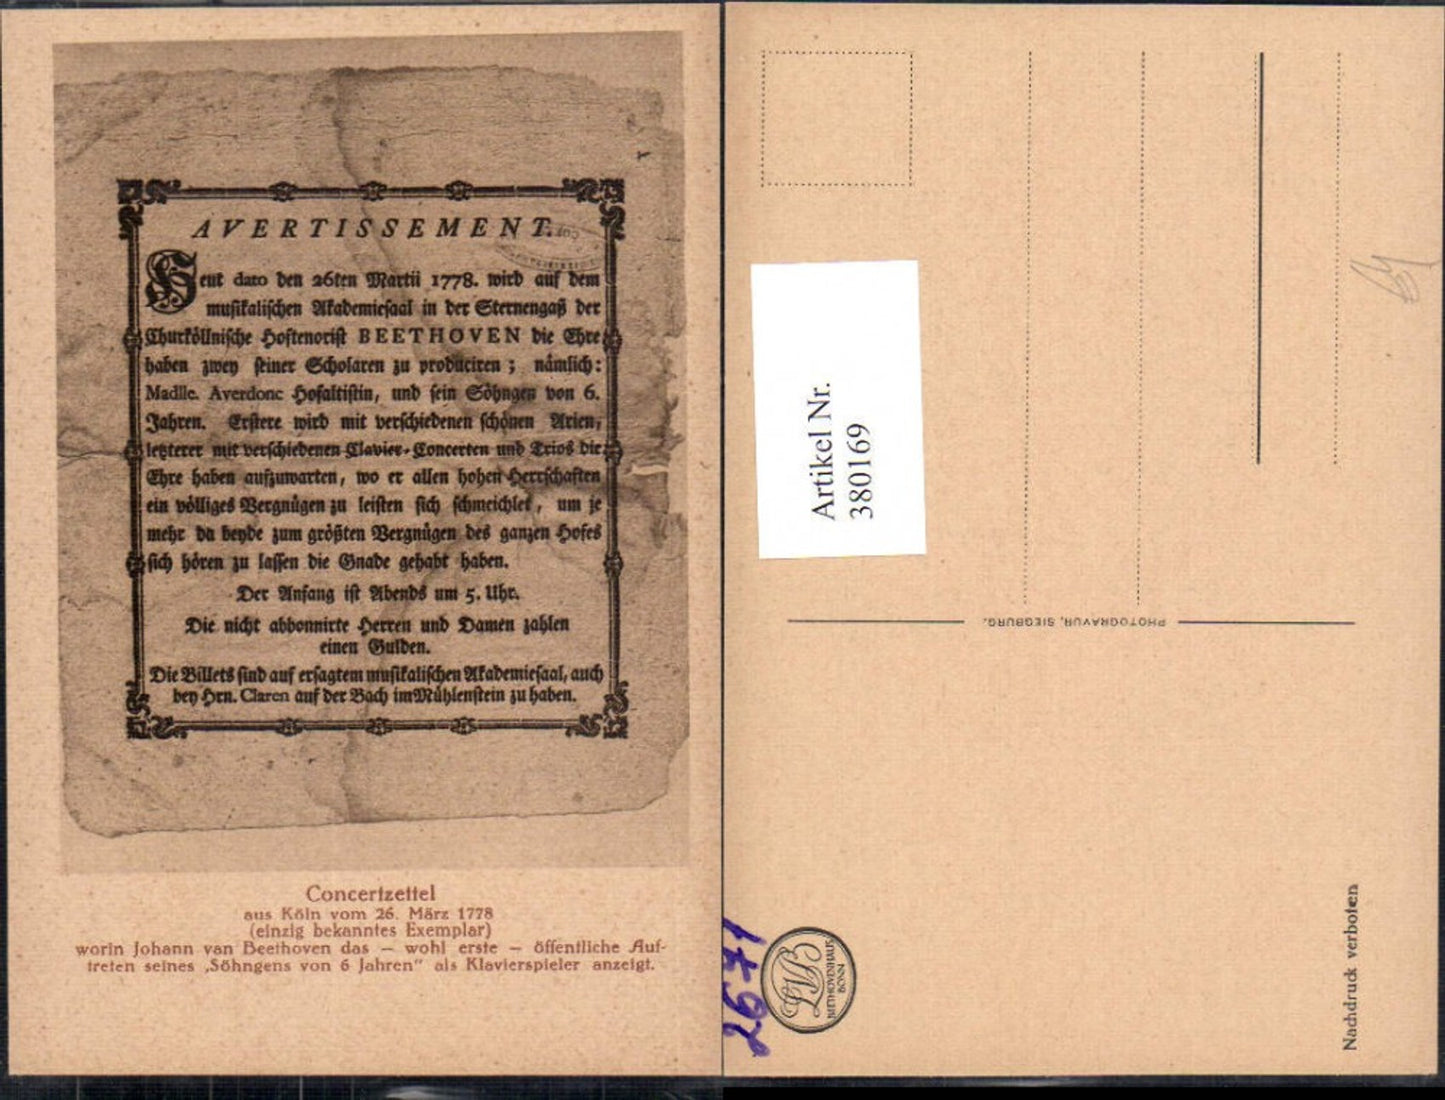 AVERTISSEMENT.
Heut dato den 26ten Martii 1778. wird auf dem
musikalischen Akademiesaal in der Sternengaß der
Churköllnische Hoftenorist BEETHOVEN die Ehre
haben zwey seiner Scholaren zu produciren; nämlich:
Madlle. Averdonc Hofaltistin, und sein Söhngen von 6.
Jahren. Erstere wird mit verschiedenen schönen Arien,
letzterer mit verschiedenen Clavier-Concerten und Trios die
Ehre haben aufzuwarten, wo er allen hohen Herrschaften
ein völliges Vergnügen zu leisten sich schmeichlet, um je
mehr da beyde zum größten Vergnügen des ganzen Hofes
sich hören zu lassen die Gnade gehabt haben.
Der Anfang ist Abends um 5. Uhr.
Die nicht abbonnirte Herren und Damen zahlen
einen Gulden.
Die Billets sind auf ersagtem musikalischen Akademiesaal, auch
bey Hrn. Claren auf der Bach im Mühlenstein zu haben.
Concertzettel
aus Köln vom 26. März 1778
(einzig bekanntes Exemplar)
worin Johann van Beethoven das — wohl erste — öffentliche Auf-
treten seines „Söhngens von 6 Jahren" als Klavierspieler anzeigt.
Artikel Nr.
380169
PHOTOGRAVUR, SIEGBURG.
LVB
BEETHOVENHAUS
BONN
2671
Nachdruck verboten